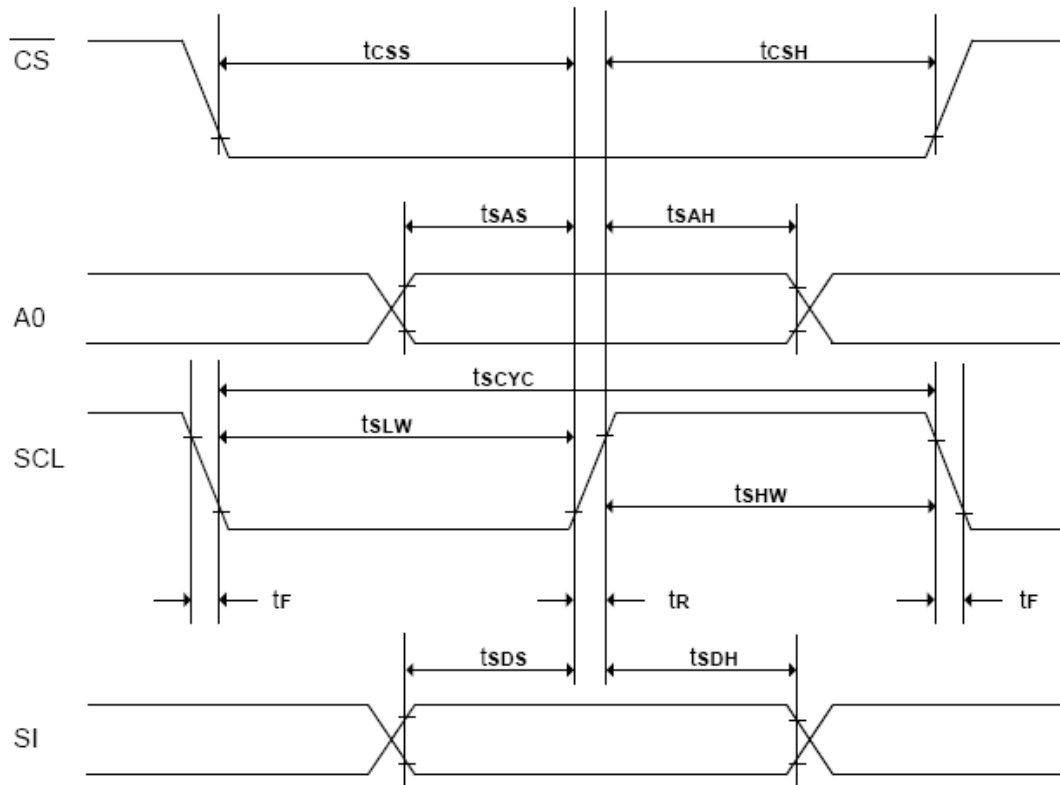 CS
tCSS
tCSH
tSAS
tSAH
A0
tSCYC
tSLW
SCL
tSHW
tF
tR
tF
tSDS
tSDH
SI